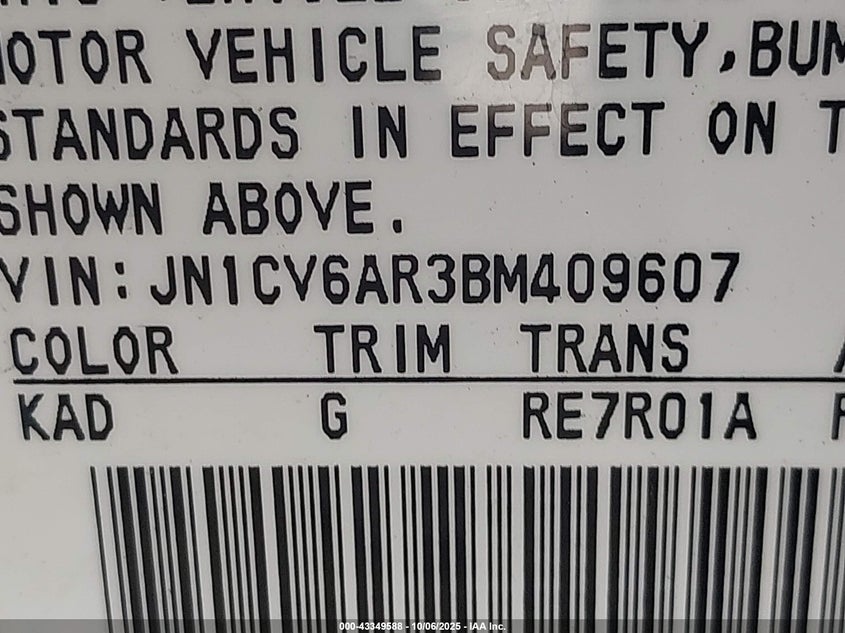 OTOR VEHICLE SAFETY, BUM
STANDARDS IN EFFECT ON T
SHOWN ABOVE.
VIN: JN1CV6AR3BM409607
COLOR TRIM TRANS
KAD G RE7R01A
000-43349588 - 10/06/2025 - IAA Inc.